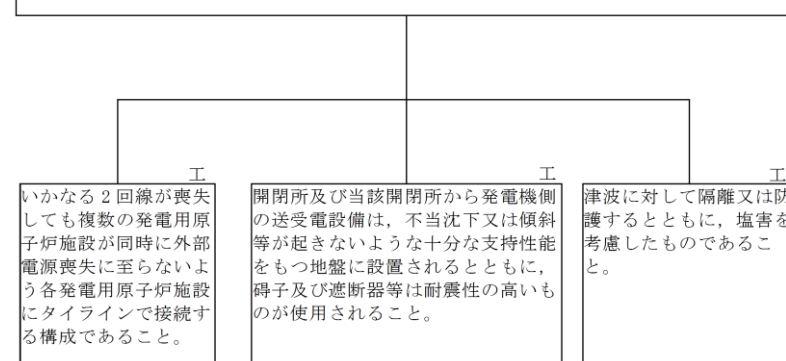 工
いかなる２回線が喪失
しても複数の発電用原
子炉施設が同時に外部
電源喪失に至らないよ
う各発電用原子炉施設
にタイラインで接続す
る構成であること。
工
開閉所及び当該開閉所から発電機側
の送受電設備は，不当沈下又は傾斜
等が起きないような十分な支持性能
をもつ地盤に設置されるとともに，
碍子及び遮断器等は耐震性の高いも
のが使用されること。
工
津波に対して隔離又は防
護するとともに，塩害を
考慮したものであるこ
と。